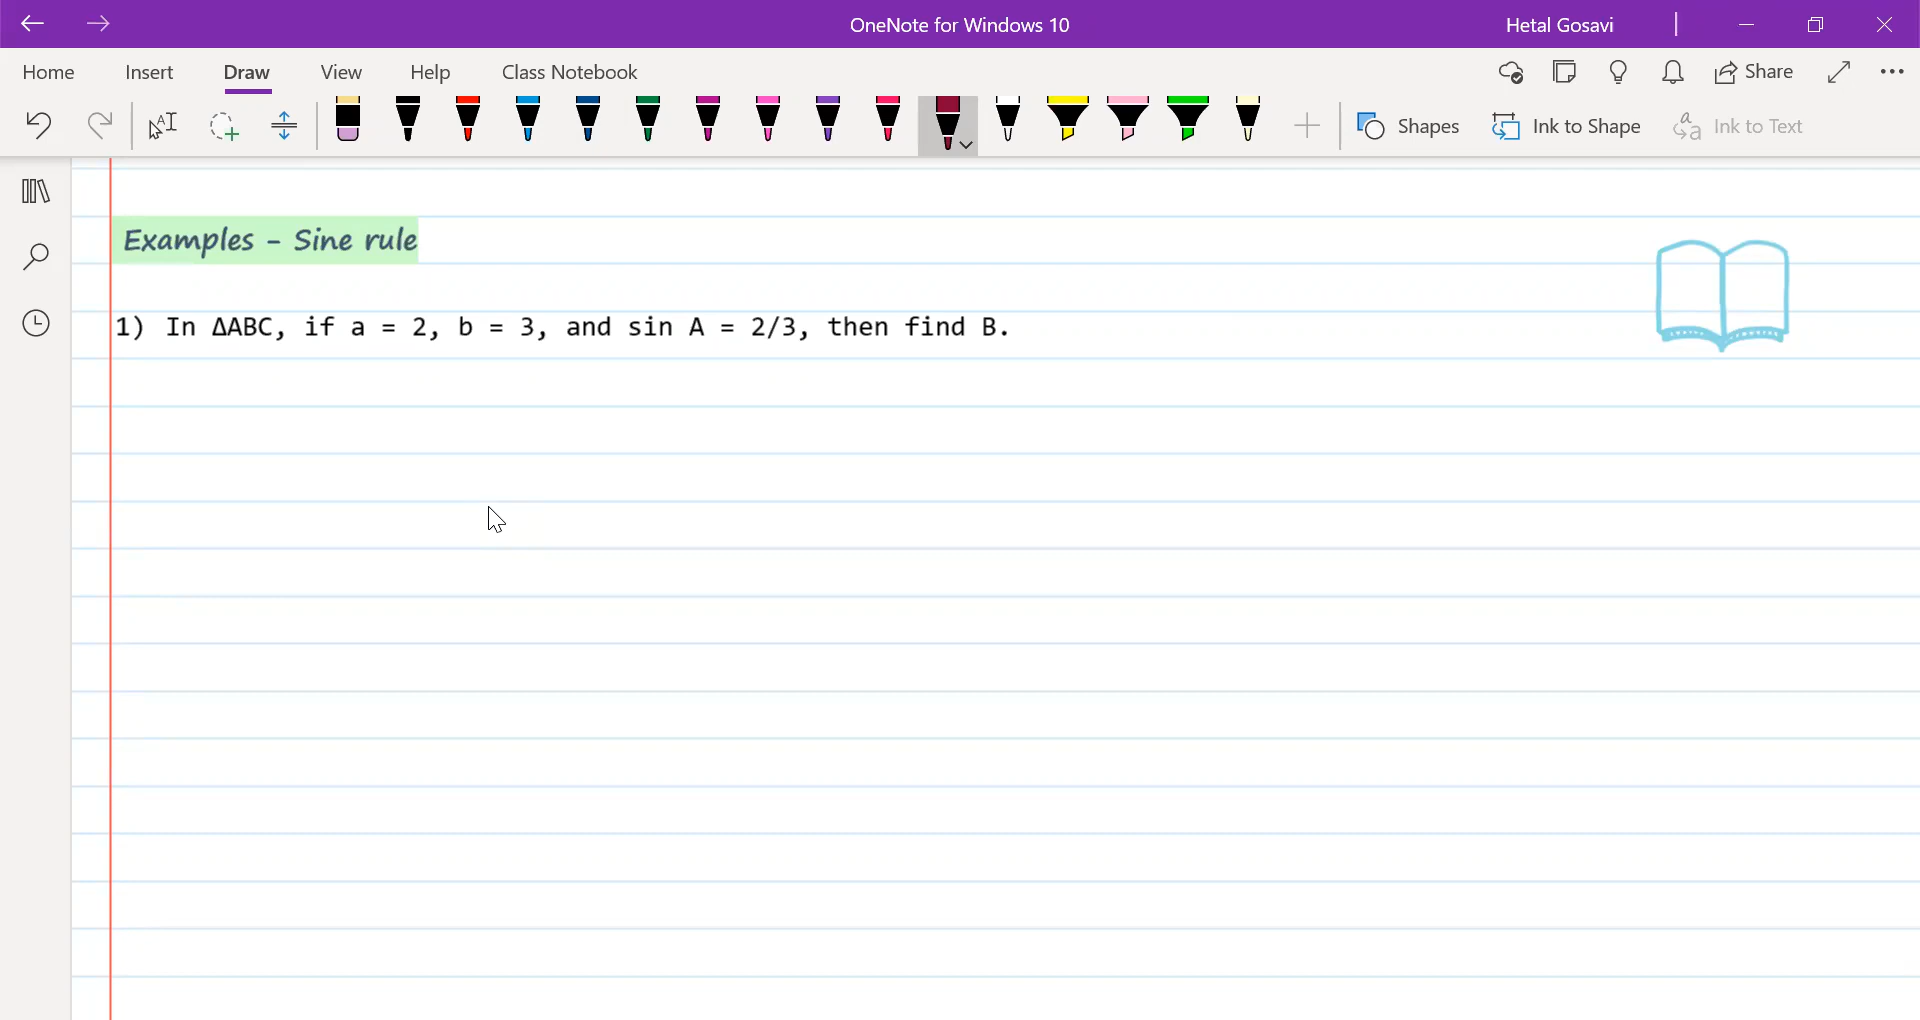 OneNote for Windows 10
Hetal Gosavi
Home Insert Draw View Help Class Notebook
Share
Shapes Ink to Shape Ink to Text
Examples - Sine rule
1) In ΔABC, if a = 2, b = 3, and sin A = 2/3, then find B.